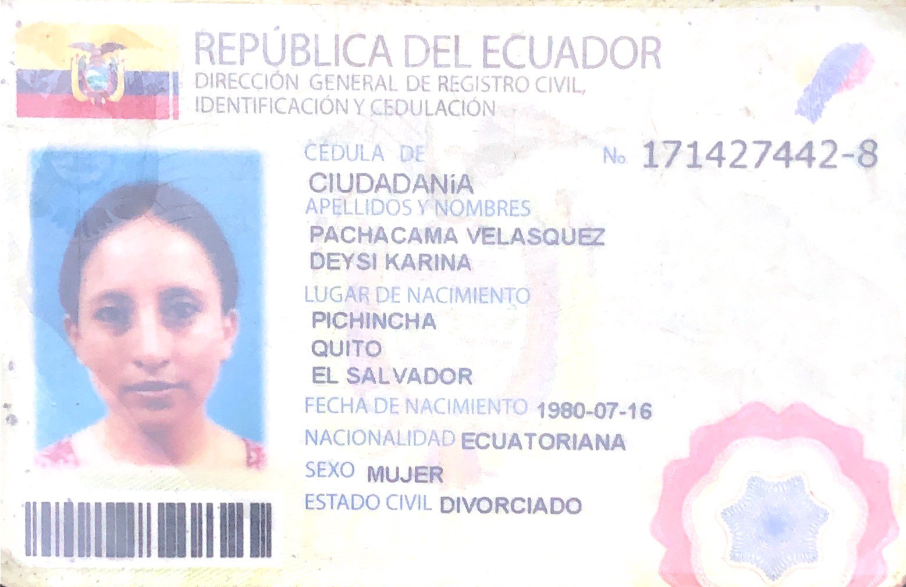 REPÚBLICA DEL ECUADOR
DIRECCIÓN GENERAL DE REGISTRO CIVIL,
IDENTIFICACIÓN Y CEDULACIÓN
CÉDULA DE No. 171427442-8
CIUDADANíA
APELLIDOS Y NOMBRES
PACHACAMA VELASQUEZ
DEYSI KARINA
LUGAR DE NACIMIENTO
PICHINCHA
QUITO
EL SALVADOR
FECHA DE NACIMIENTO 1980-07-16
NACIONALIDAD ECUATORIANA
SEXO MUJER
ESTADO CIVIL DIVORCIADO